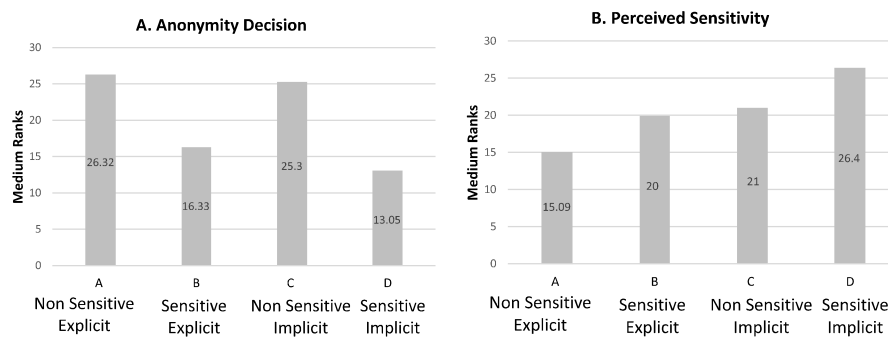 A. Anonymity Decision
Medium Ranks
30
25
20
15
10
5
0
26.32
16.33
25.3
13.05
A
B
C
D
Non Sensitive
Explicit
Sensitive
Explicit
Non Sensitive
Implicit
Sensitive
Implicit
B. Perceived Sensitivity
Medium Ranks
30
25
20
15
10
5
0
15.09
20
21
26.4
A
B
C
D
Non Sensitive
Explicit
Sensitive
Explicit
Non Sensitive
Implicit
Sensitive
Implicit